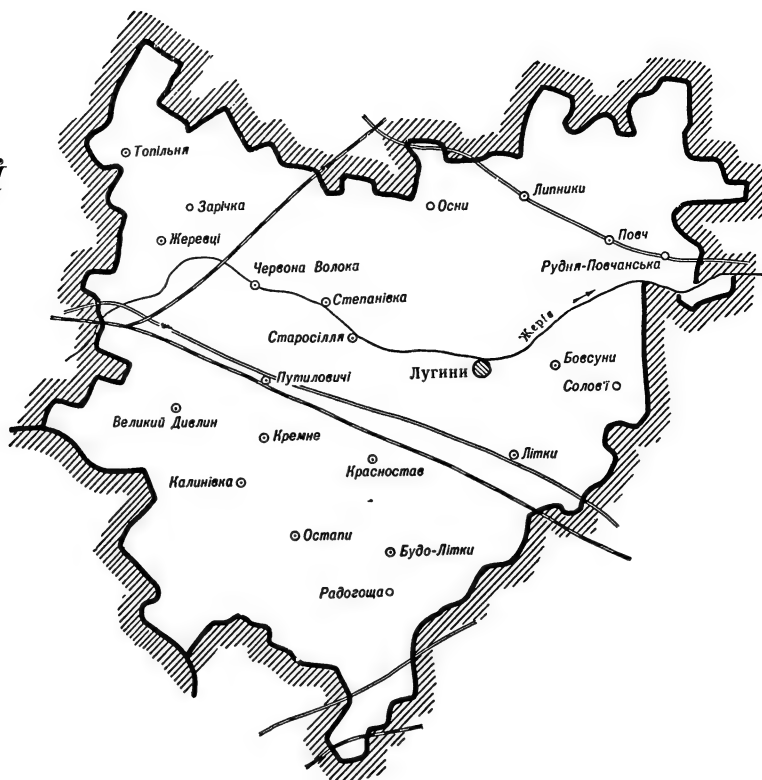 Топільня
Зарічка
Жеревці
Осни
Липники
Повч
Рудня-Повчанська
Червона Волока
Степанівка
Старосілля
Жерів
Лугини
Бовсуни
Солов'ї
Путиловичі
Великий Дивлин
Кремне
Красностав
Літки
Калинівка
Остапи
Будо-Літки
Радогоща